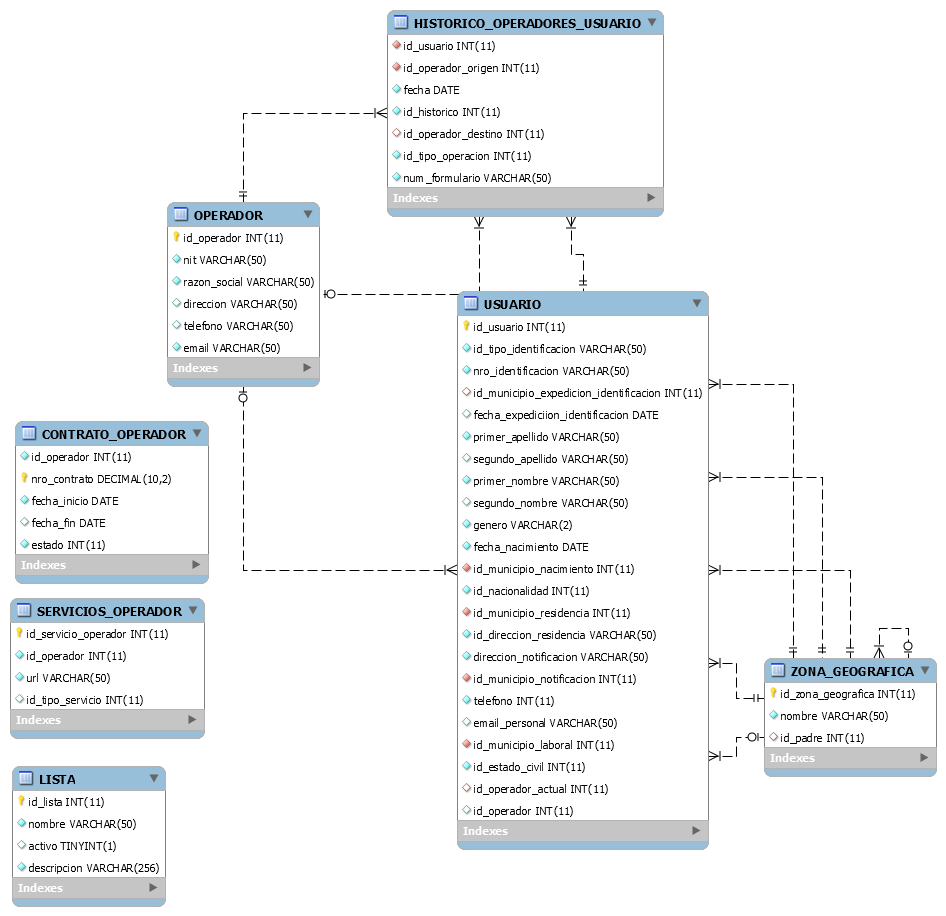 HISTORICO_OPERADORES_USUARIO
id_usuario INT(11)
id_operador_origen INT(11)
fecha DATE
id_historico INT(11)
id_operador_destino INT(11)
id_tipo_operacion INT(11)
num_formulario VARCHAR(50)
Indexes
OPERADOR
id_operador INT(11)
nit VARCHAR(50)
razon_social VARCHAR(50)
direccion VARCHAR(50)
telefono VARCHAR(50)
email VARCHAR(50)
Indexes
USUARIO
id_usuario INT(11)
id_tipo_identificacion VARCHAR(50)
nro_identificacion VARCHAR(50)
id_municipio_expedicion_identificacion INT(11)
fecha_expediciion_identificacion DATE
primer_apellido VARCHAR(50)
segundo_apellido VARCHAR(50)
primer_nombre VARCHAR(50)
segundo_nombre VARCHAR(50)
genero VARCHAR(2)
fecha_nacimiento DATE
id_municipio_nacimiento INT(11)
id_nacionalidad INT(11)
id_municipio_residencia INT(11)
id_direccion_residencia VARCHAR(50)
direccion_notificacion VARCHAR(50)
id_municipio_notificacion INT(11)
telefono INT(11)
email_personal VARCHAR(50)
id_municipio_laboral INT(11)
id_estado_civil INT(11)
id_operador_actual INT(11)
id_operador INT(11)
Indexes
CONTRATO_OPERADOR
id_operador INT(11)
nro_contrato DECIMAL(10,2)
fecha_inicio DATE
fecha_fin DATE
estado INT(11)
Indexes
SERVICIOS_OPERADOR
id_servicio_operador INT(11)
id_operador INT(11)
url VARCHAR(50)
id_tipo_servicio INT(11)
Indexes
ZONA_GEOGRAFICA
id_zona_geografica INT(11)
nombre VARCHAR(50)
id_padre INT(11)
Indexes
LISTA
id_lista INT(11)
nombre VARCHAR(50)
activo TINYINT(1)
descripcion VARCHAR(256)
Indexes